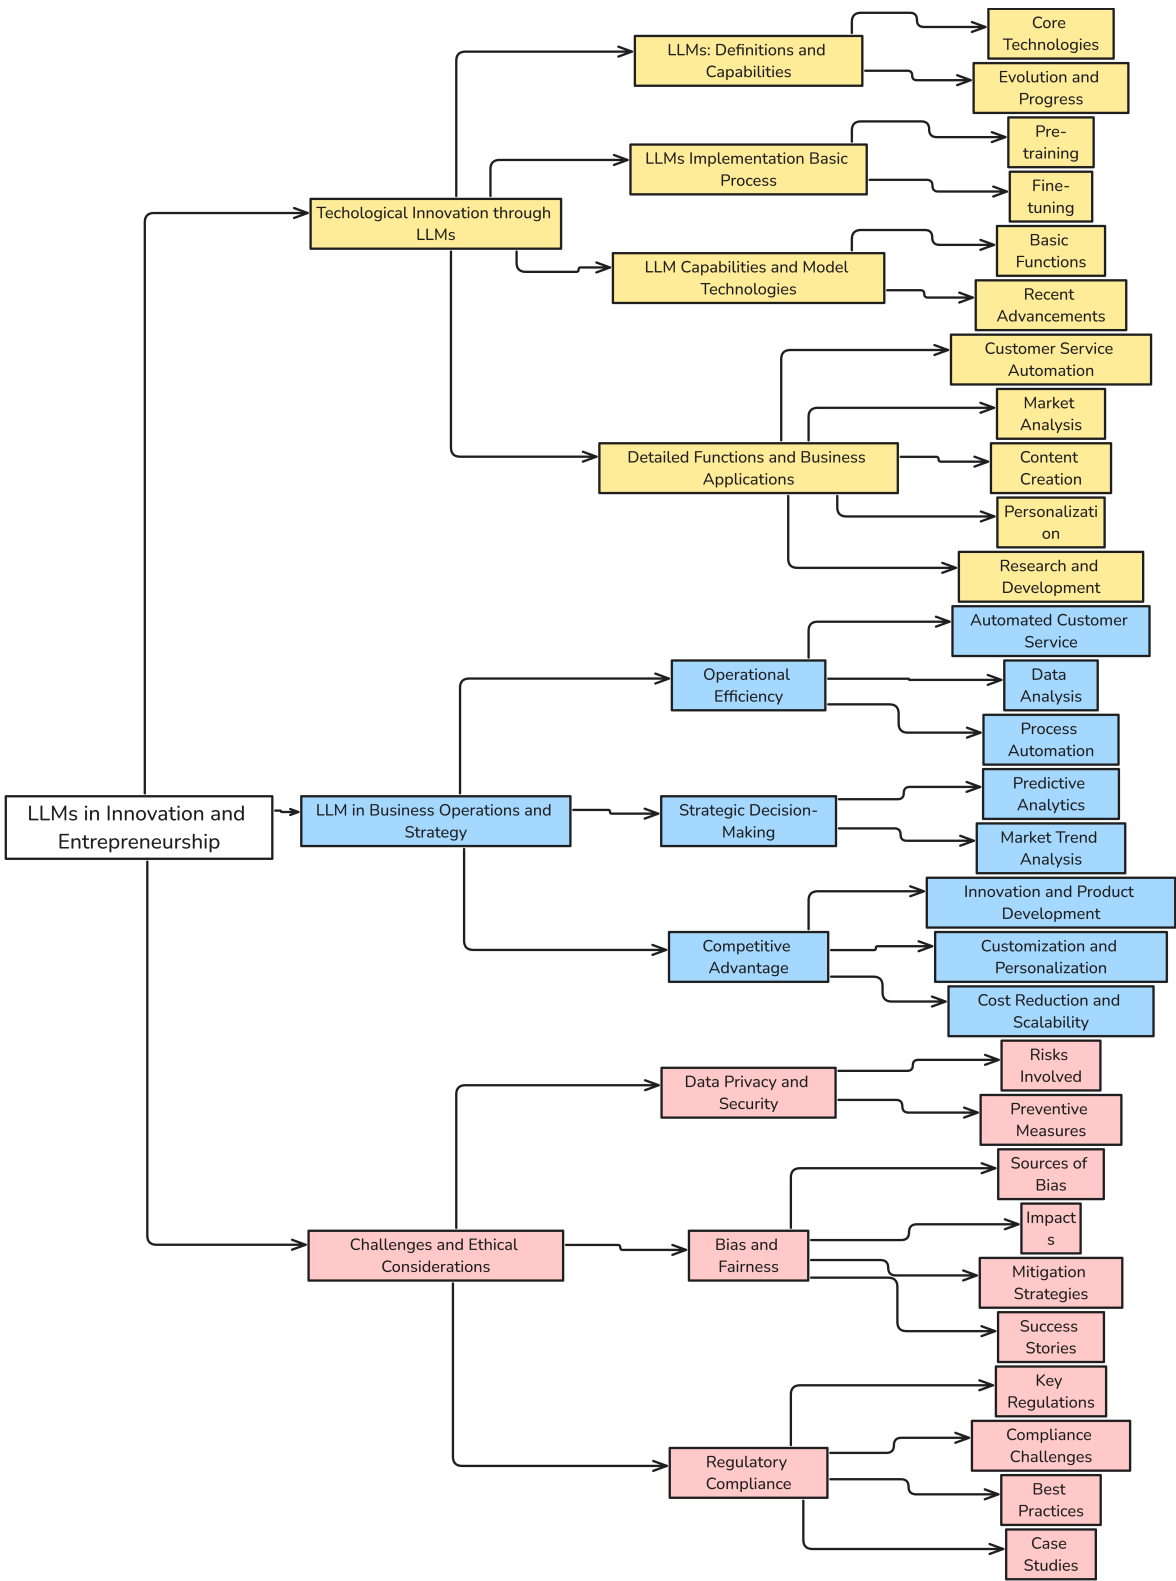 LLMs in Innovation and
Entrepreneurship
Techological Innovation through
LLMs
LLMs: Definitions and
Capabilities
Core
Technologies
Evolution and
Progress
LLMs Implementation Basic
Process
Pre-
training
Fine-
tuning
LLM Capabilities and Model
Technologies
Basic
Functions
Recent
Advancements
Detailed Functions and Business
Applications
Customer Service
Automation
Market
Analysis
Content
Creation
Personalizati
on
Research and
Development
LLM in Business Operations and
Strategy
Operational
Efficiency
Automated Customer
Service
Data
Analysis
Process
Automation
Strategic Decision-
Making
Predictive
Analytics
Market Trend
Analysis
Competitive
Advantage
Innovation and Product
Development
Customization and
Personalization
Cost Reduction and
Scalability
Challenges and Ethical
Considerations
Data Privacy and
Security
Risks
Involved
Preventive
Measures
Bias and
Fairness
Sources of
Bias
Impact
s
Mitigation
Strategies
Success
Stories
Regulatory
Compliance
Key
Regulations
Compliance
Challenges
Best
Practices
Case
Studies